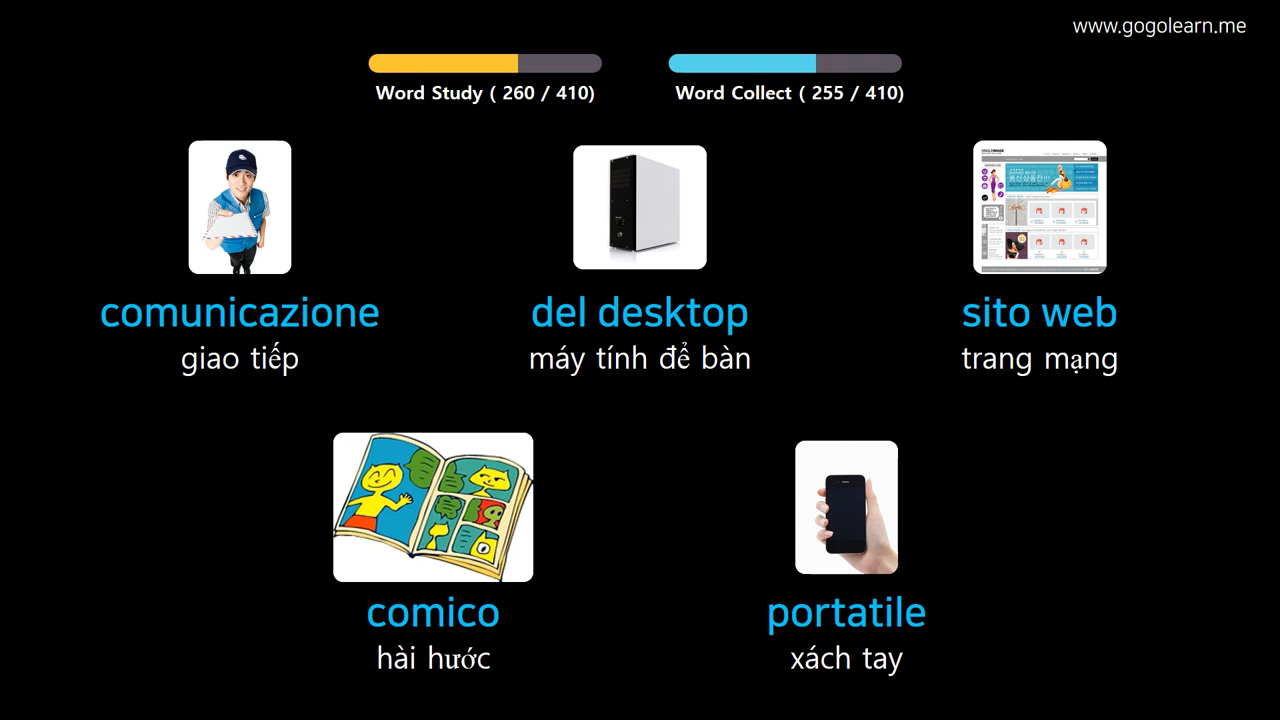 www.gogolearn.me
Word Study ( 260 / 410)
Word Collect ( 255 / 410)
comunicazione
giao tiếp
del desktop
máy tính để bàn
sito web
trang mạng
comico
hài hước
portatile
xách tay